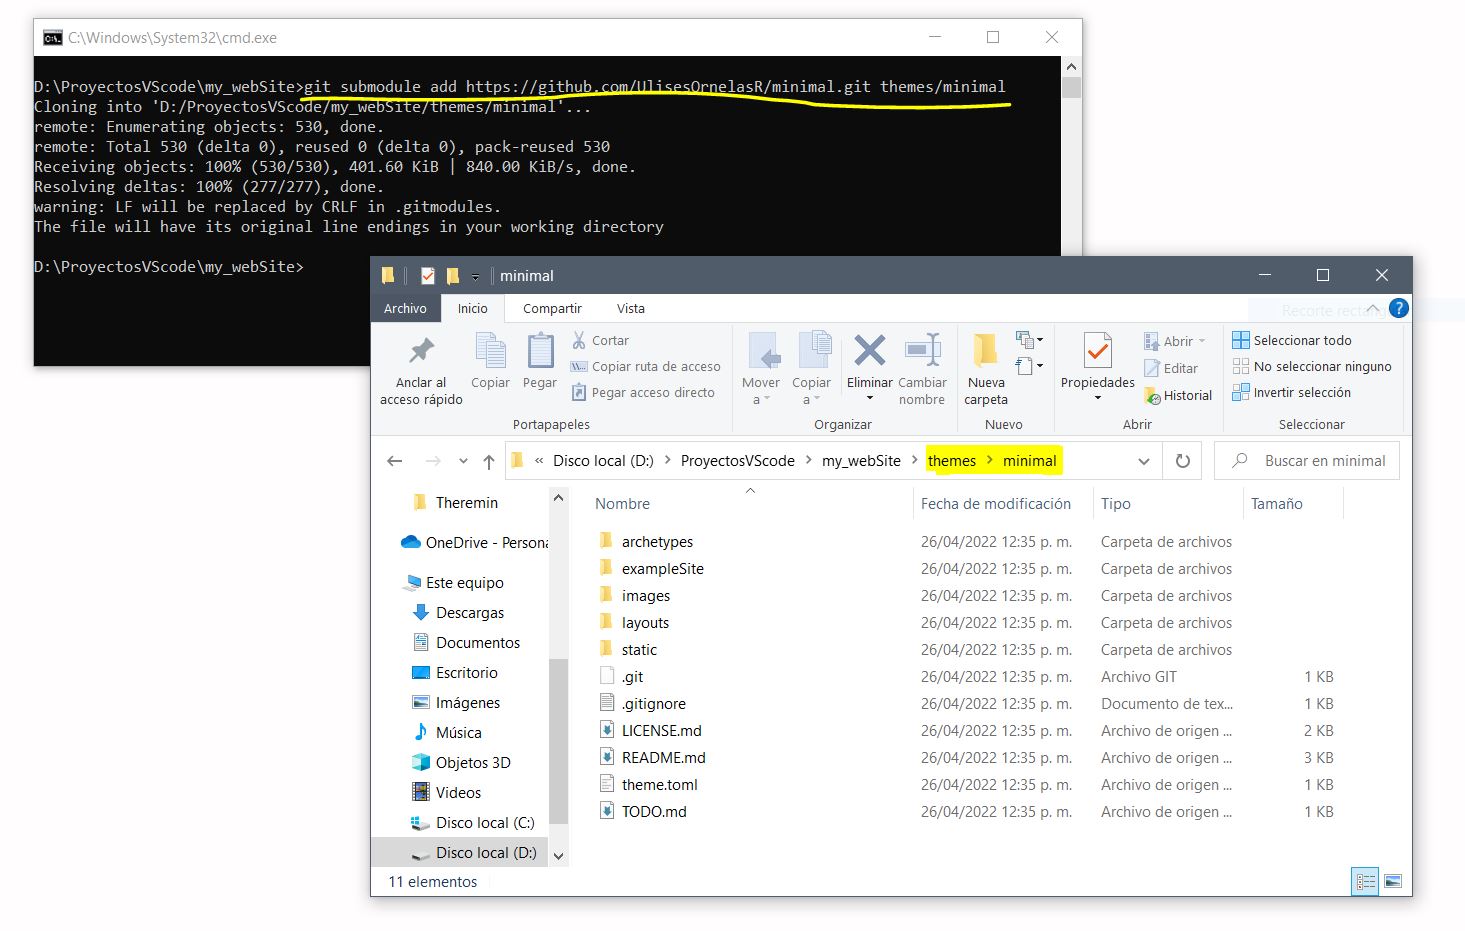 C:\Windows\System32\cmd.exe
D:\ProyectosVScode\my_webSite>git submodule add https://github.com/UlisesOrnelasR/minimal.git themes/minimal
Cloning into 'D:/ProyectosVScode/my_webSite/themes/minimal'...
remote: Enumerating objects: 530, done.
remote: Total 530 (delta 0), reused 0 (delta 0), pack-reused 530
Receiving objects: 100% (530/530), 401.60 KiB | 840.00 KiB/s, done.
Resolving deltas: 100% (277/277), done.
warning: LF will be replaced by CRLF in .gitmodules.
The file will have its original line endings in your working directory
D:\ProyectosVScode\my_webSite>
minimal
Archivo Inicio Compartir Vista
Recorte rectang
?
Anclar al
acceso rápido
Copiar
Pegar
Cortar
Copiar ruta de acceso
Pegar acceso directo
Portapapeles
Mover
a
Copiar
a
Eliminar
Cambiar
nombre
Organizar
Nueva
carpeta
Nuevo
Propiedades
Abrir
Editar
Historial
Abrir
Seleccionar todo
No seleccionar ninguno
Invertir selección
Seleccionar
« Disco local (D:) > ProyectosVScode > my_webSite > themes > minimal
Buscar en minimal
Theremin
OneDrive - Persona
Este equipo
Descargas
Documentos
Escritorio
Imágenes
Música
Objetos 3D
Videos
Disco local (C:)
Disco local (D:)
Nombre Fecha de modificación Tipo Tamaño
archetypes 26/04/2022 12:35 p. m. Carpeta de archivos
exampleSite 26/04/2022 12:35 p. m. Carpeta de archivos
images 26/04/2022 12:35 p. m. Carpeta de archivos
layouts 26/04/2022 12:35 p. m. Carpeta de archivos
static 26/04/2022 12:35 p. m. Carpeta de archivos
.git 26/04/2022 12:35 p. m. Archivo GIT 1 KB
.gitignore 26/04/2022 12:35 p. m. Documento de tex... 1 KB
LICENSE.md 26/04/2022 12:35 p. m. Archivo de origen ... 2 KB
README.md 26/04/2022 12:35 p. m. Archivo de origen ... 3 KB
theme.toml 26/04/2022 12:35 p. m. Archivo de origen ... 1 KB
TODO.md 26/04/2022 12:35 p. m. Archivo de origen ... 1 KB
11 elementos